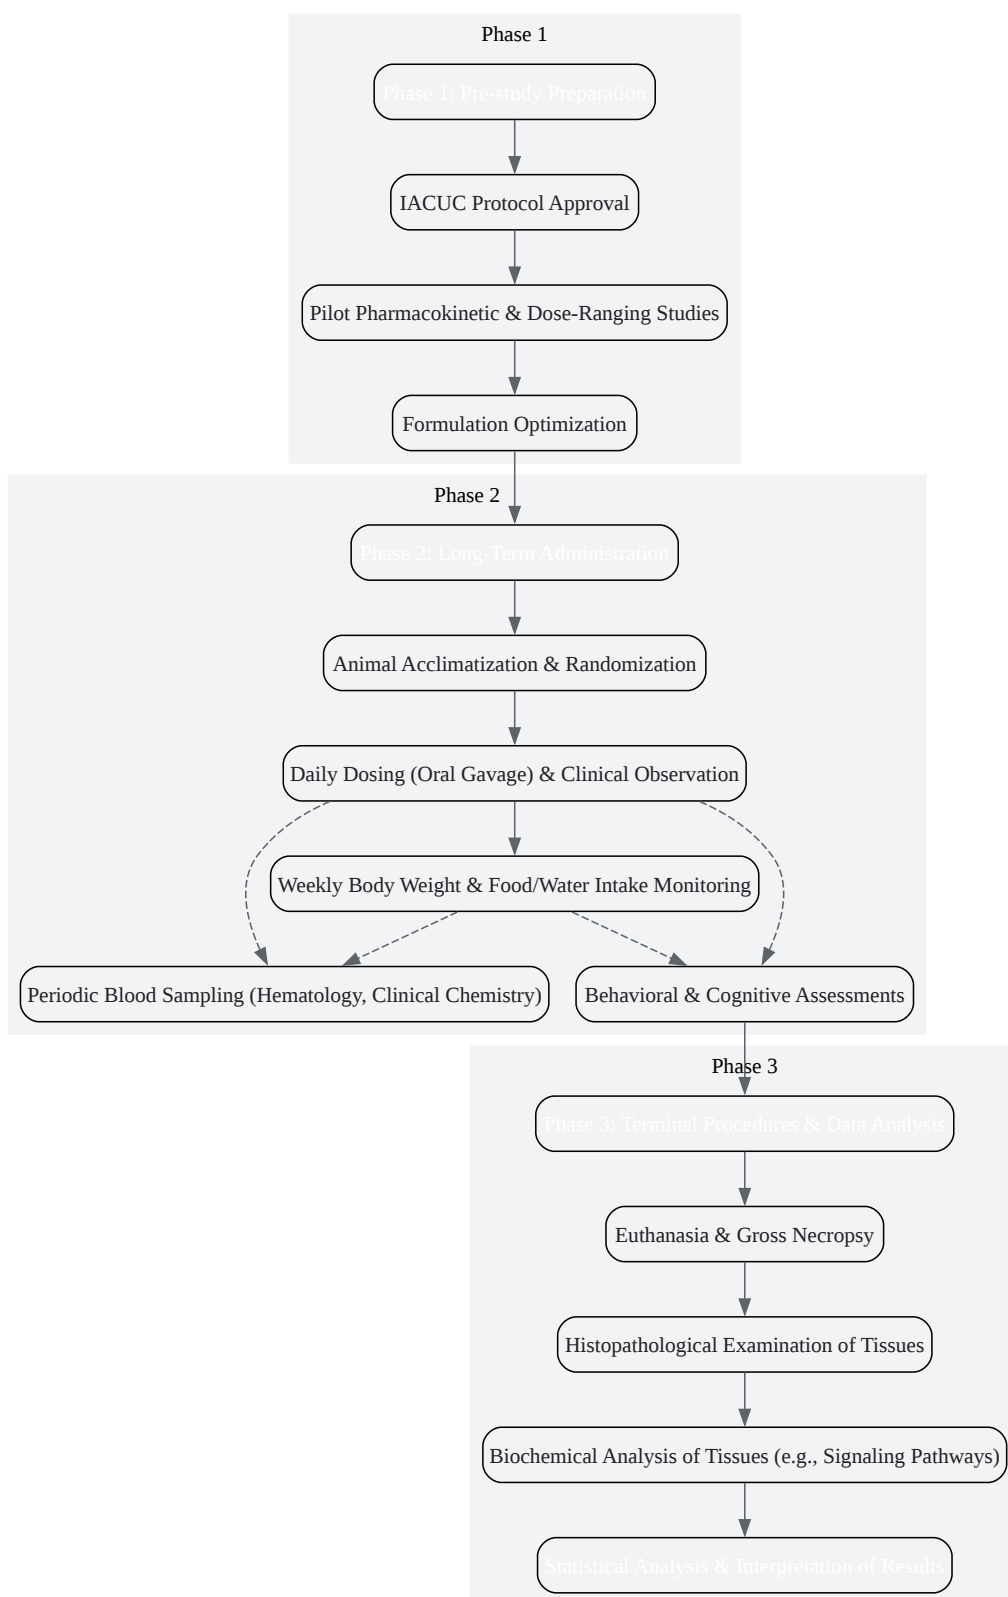 Phase 1
Phase 1: Pre-study Preparation
IACUC Protocol Approval
Pilot Pharmacokinetic & Dose-Ranging Studies
Formulation Optimization
Phase 2
Phase 2: Long-Term Administration
Animal Acclimatization & Randomization
Daily Dosing (Oral Gavage) & Clinical Observation
Weekly Body Weight & Food/Water Intake Monitoring
Periodic Blood Sampling (Hematology, Clinical Chemistry)
Behavioral & Cognitive Assessments
Phase 3
Phase 3: Terminal Procedures & Data Analysis
Euthanasia & Gross Necropsy
Histopathological Examination of Tissues
Biochemical Analysis of Tissues (e.g., Signaling Pathways)
Statistical Analysis & Interpretation of Results